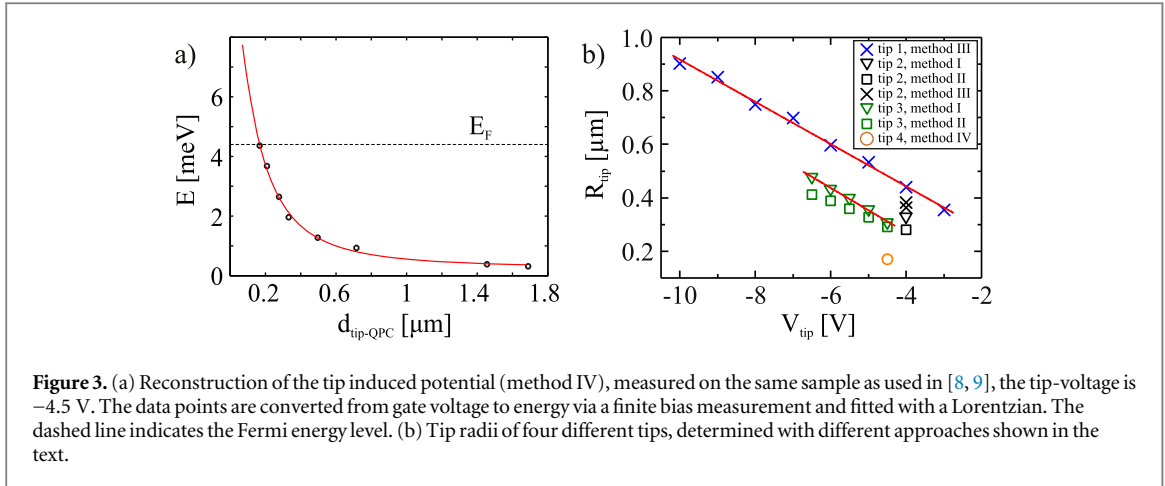 a)
E [meV]
8
6
4
2
0
E_F
0.2
0.6
1
1.4
1.8
d_tip-QPC [μm]
b)
R_tip [μm]
1.0
0.8
0.6
0.4
0.2
-10
-8
-6
-4
-2
V_tip [V]
tip 1, method III
tip 2, method I
tip 2, method II
tip 2, method III
tip 3, method I
tip 3, method II
tip 4, method IV
Figure 3. (a) Reconstruction of the tip induced potential (method IV), measured on the same sample as used in [8, 9], the tip-voltage is
−4.5 V. The data points are converted from gate voltage to energy via a finite bias measurement and fitted with a Lorentzian. The
dashed line indicates the Fermi energy level. (b) Tip radii of four different tips, determined with different approaches shown in the
text.